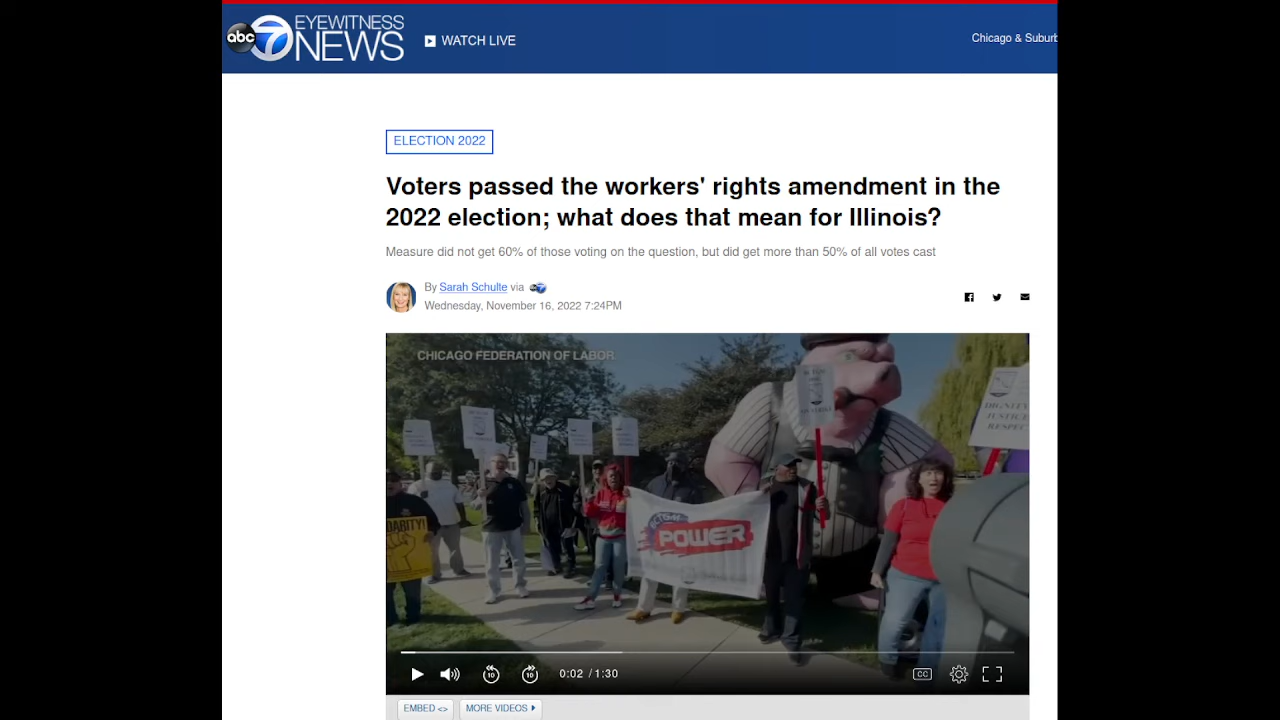 abc 7 EYEWITNESS
NEWS
WATCH LIVE
Chicago & Suburb
ELECTION 2022
Voters passed the workers' rights amendment in the
2022 election; what does that mean for Illinois?
Measure did not get 60% of those voting on the question, but did get more than 50% of all votes cast
By Sarah Schulte via
Wednesday, November 16, 2022 7:24PM
CHICAGO FEDERATION OF LABOR
DIGNITY
JUSTICE
RESPECT
DARITY!
POWER
10
10
0:02 / 1:30
CC
EMBED <>
MORE VIDEOS